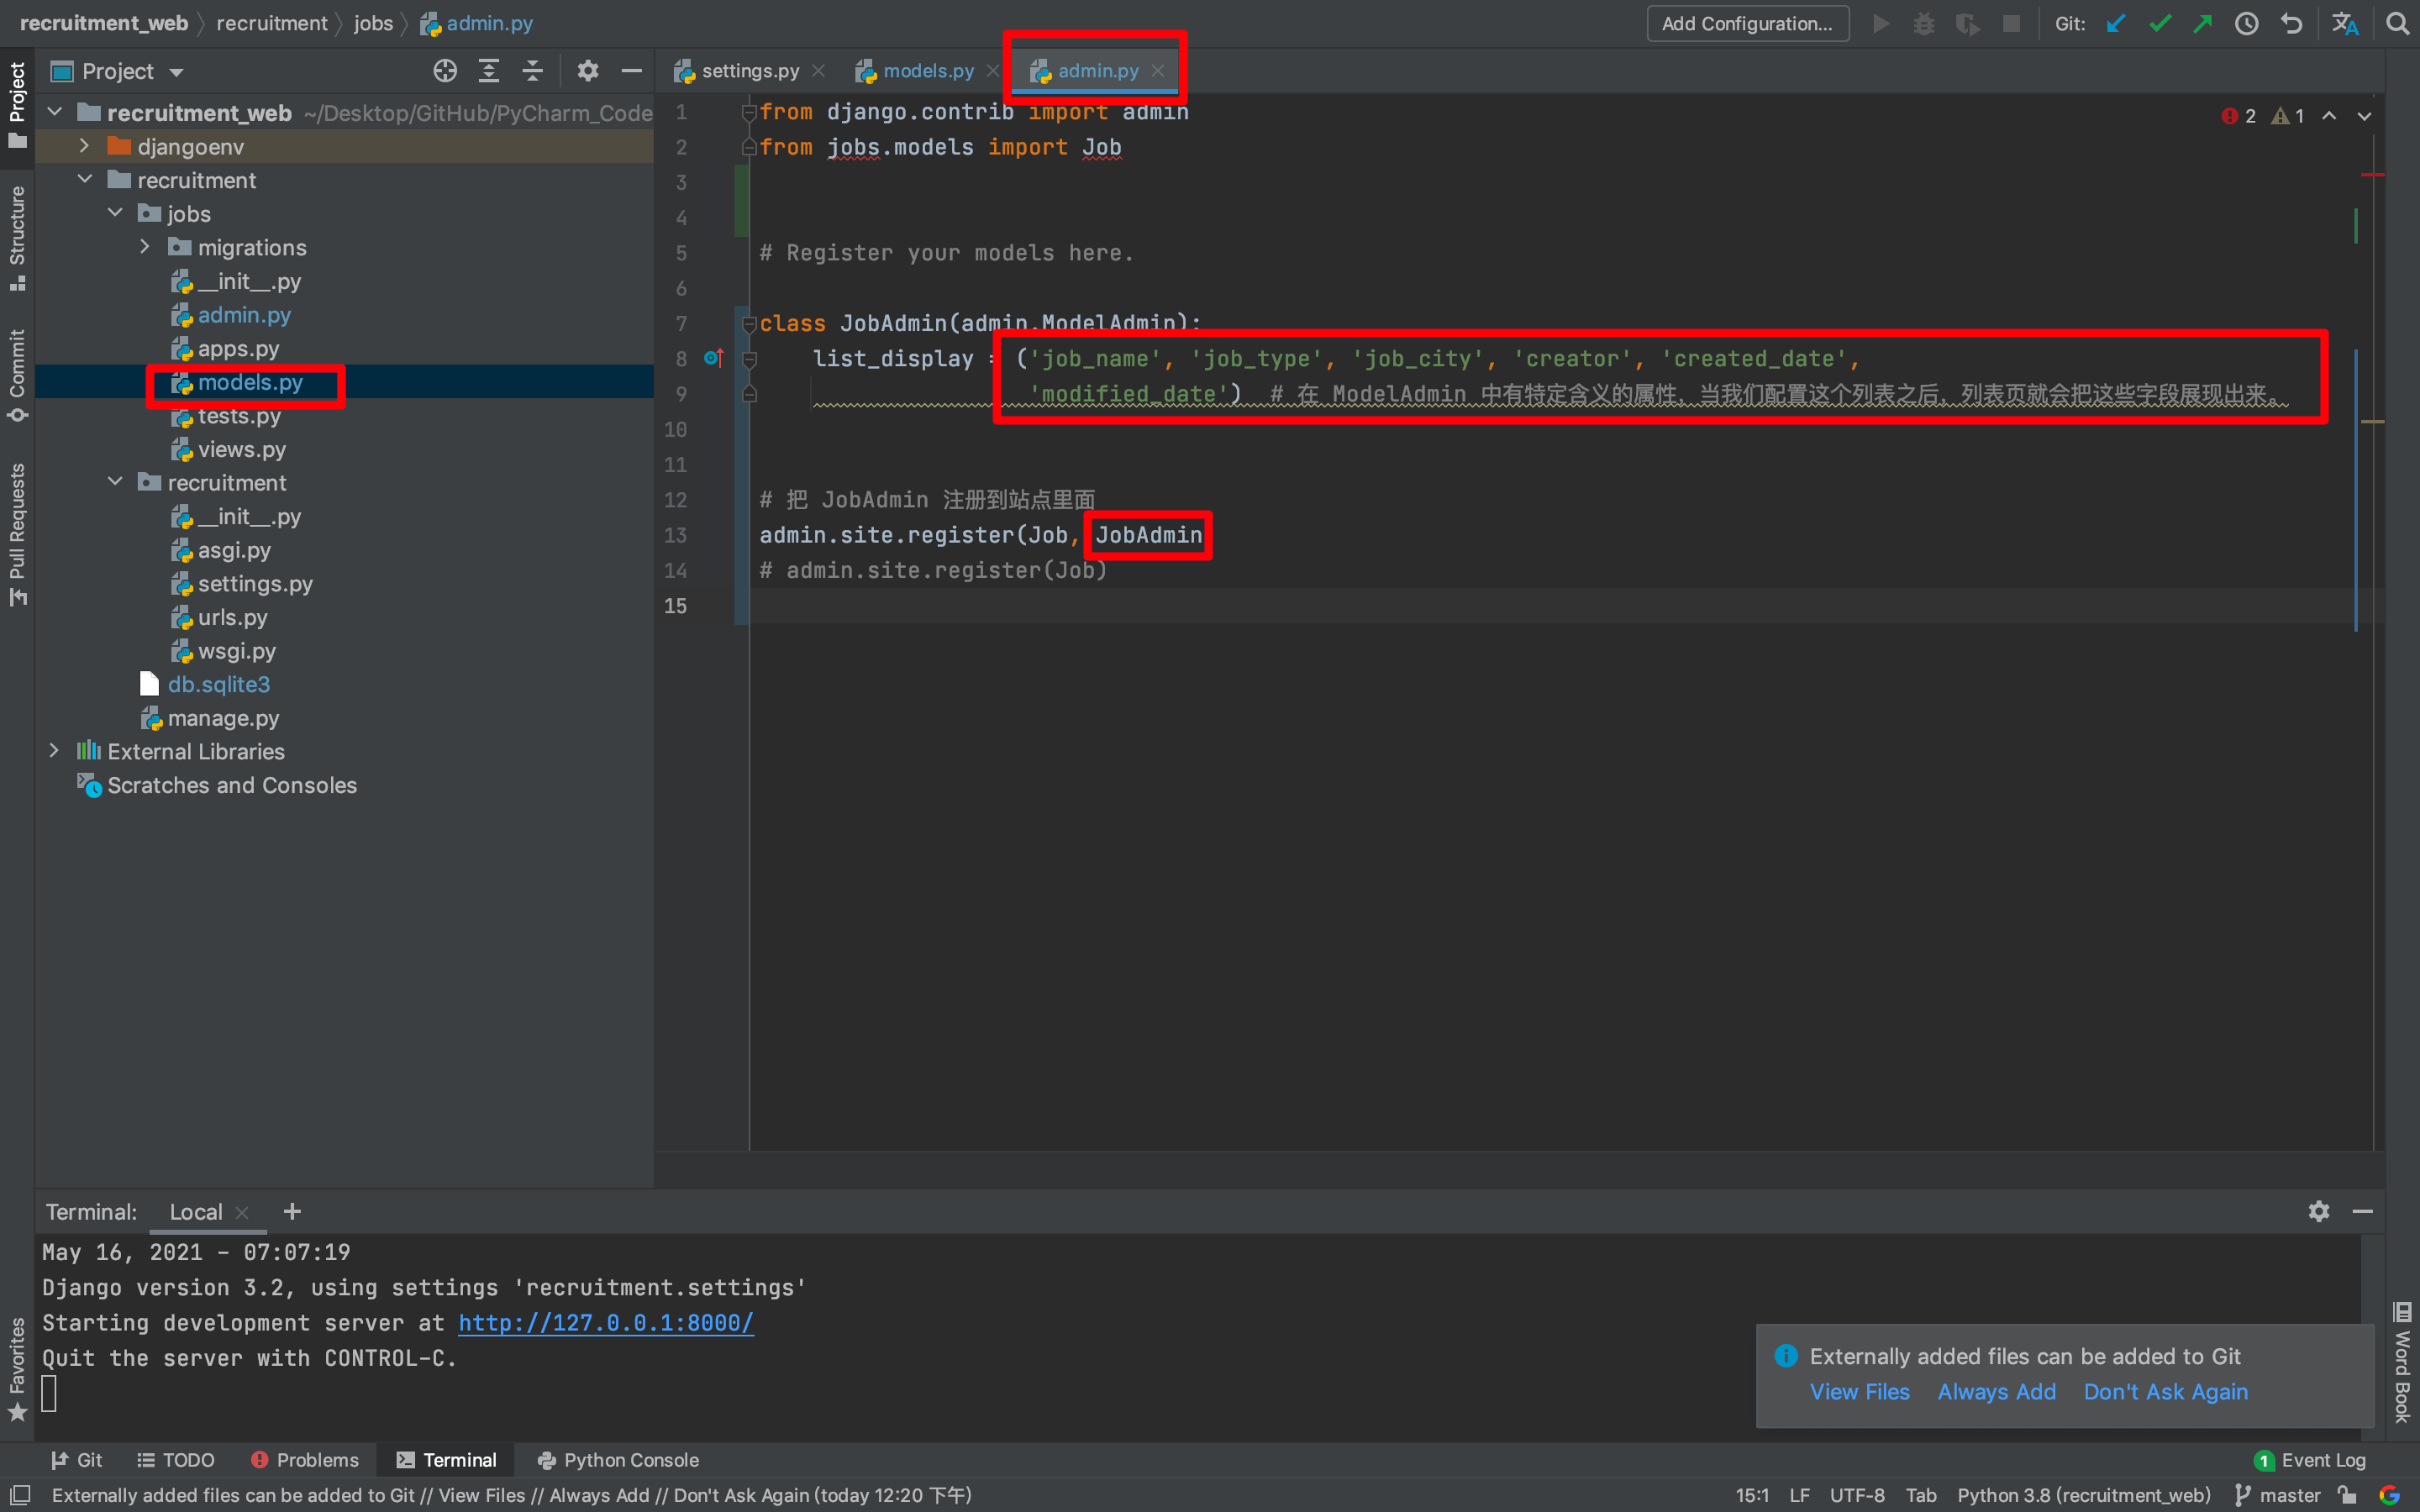 recruitment_web recruitment jobs admin.py Add Configuration... Git:
Project settings.py models.py admin.py
recruitment_web ~/Desktop/GitHub/PyCharm_Code
djangoenv
recruitment
jobs
migrations
__init__.py
admin.py
apps.py
models.py
tests.py
views.py
recruitment
__init__.py
asgi.py
settings.py
urls.py
wsgi.py
db.sqlite3
manage.py
External Libraries
Scratches and Consoles
Project
Structure
Commit
Pull Requests
Favorites
2 1
1 from django.contrib import admin
2 from jobs.models import Job
3
4
5 # Register your models here.
6
7 class JobAdmin(admin.ModelAdmin):
8 list_display = ('job_name', 'job_type', 'job_city', 'creator', 'created_date',
9 'modified_date') # 在 ModelAdmin 中有特定含义的属性，当我们配置这个列表之后，列表页就会把这些字段展现出来。
10
11
12 # 把 JobAdmin 注册到站点里面
13 admin.site.register(Job, JobAdmin
14 # admin.site.register(Job)
15
Terminal: Local
May 16, 2021 - 07:07:19
Django version 3.2, using settings 'recruitment.settings'
Starting development server at http://127.0.0.1:8000/
Quit the server with CONTROL-C.
Externally added files can be added to Git
View Files Always Add Don't Ask Again
Word Book
Git TODO Problems Terminal Python Console 1 Event Log
Externally added files can be added to Git // View Files // Always Add // Don't Ask Again (today 12:20 下午) 15:1 LF UTF-8 Tab Python 3.8 (recruitment_web) master